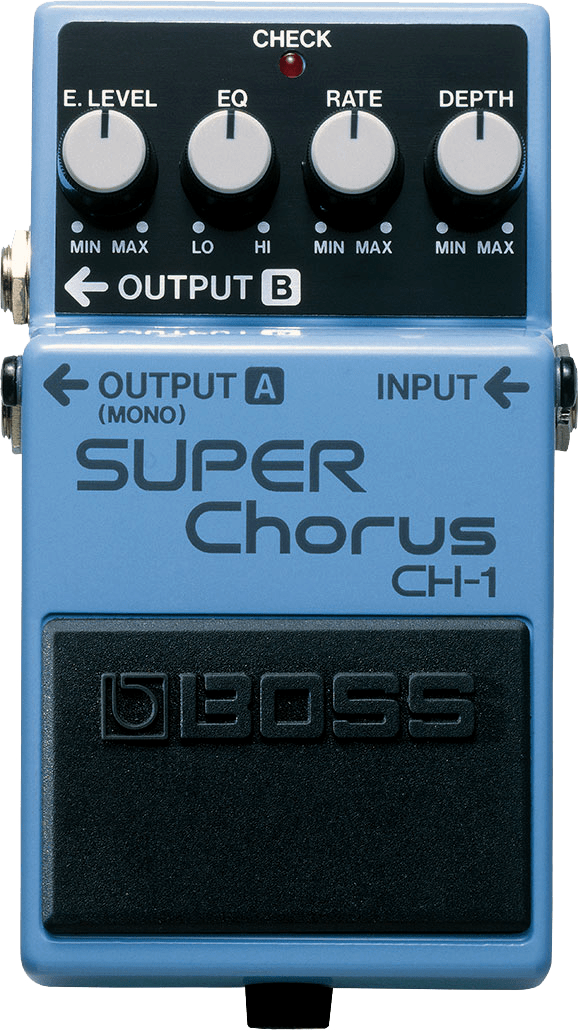 CHECK
E. LEVEL EQ RATE DEPTH
MIN MAX LO HI MIN MAX MIN MAX
OUTPUT B
OUTPUT A INPUT
(MONO)
SUPER
Chorus
CH-1
BOSS